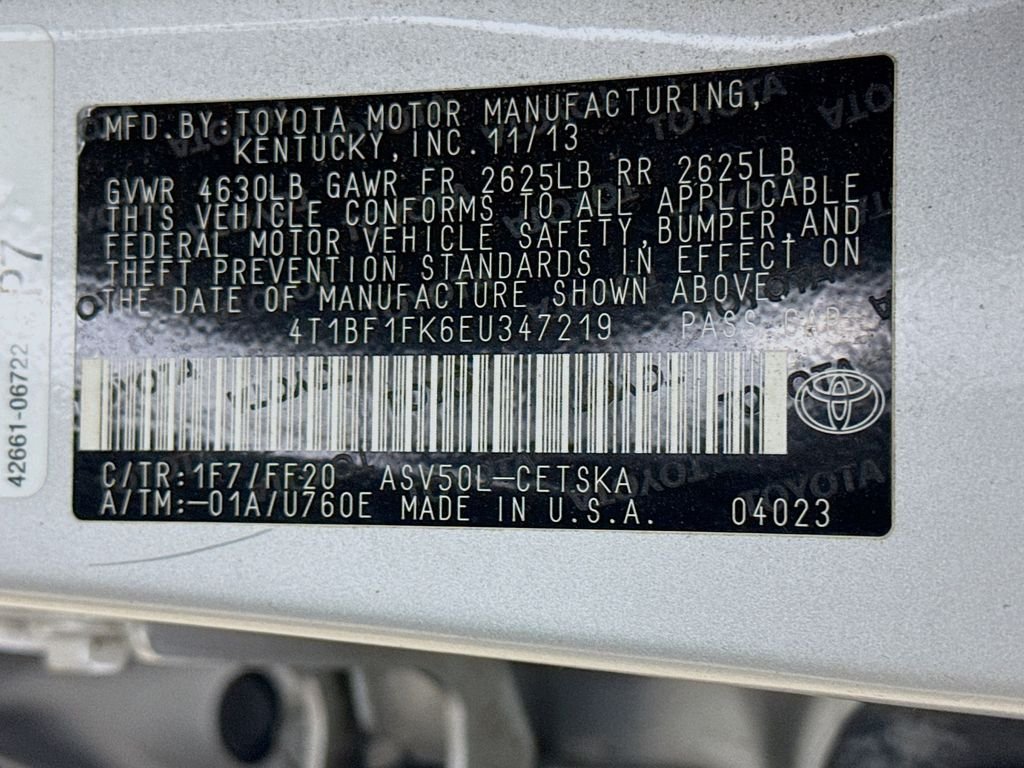 MFD.BY:TOYOTA MOTOR MANUFACTURING,
KENTUCKY, INC. 11/13
GVWR 4630LB GAWR FR 2625LB RR 2625LB
THIS VEHICLE CONFORMS TO ALL APPLICABLE
FEDERAL MOTOR VEHICLE SAFETY, BUMPER, AND
THEFT PREVENTION STANDARDS IN EFFECT ON
THE DATE OF MANUFACTURE SHOWN ABOVE.
4T1BF1FK6EU347219 PASS.CAR
C/TR:1F7/FF20 ASV50L-CETSKA
A/TM:-01A/U760E MADE IN U.S.A. 04023
42661-06722